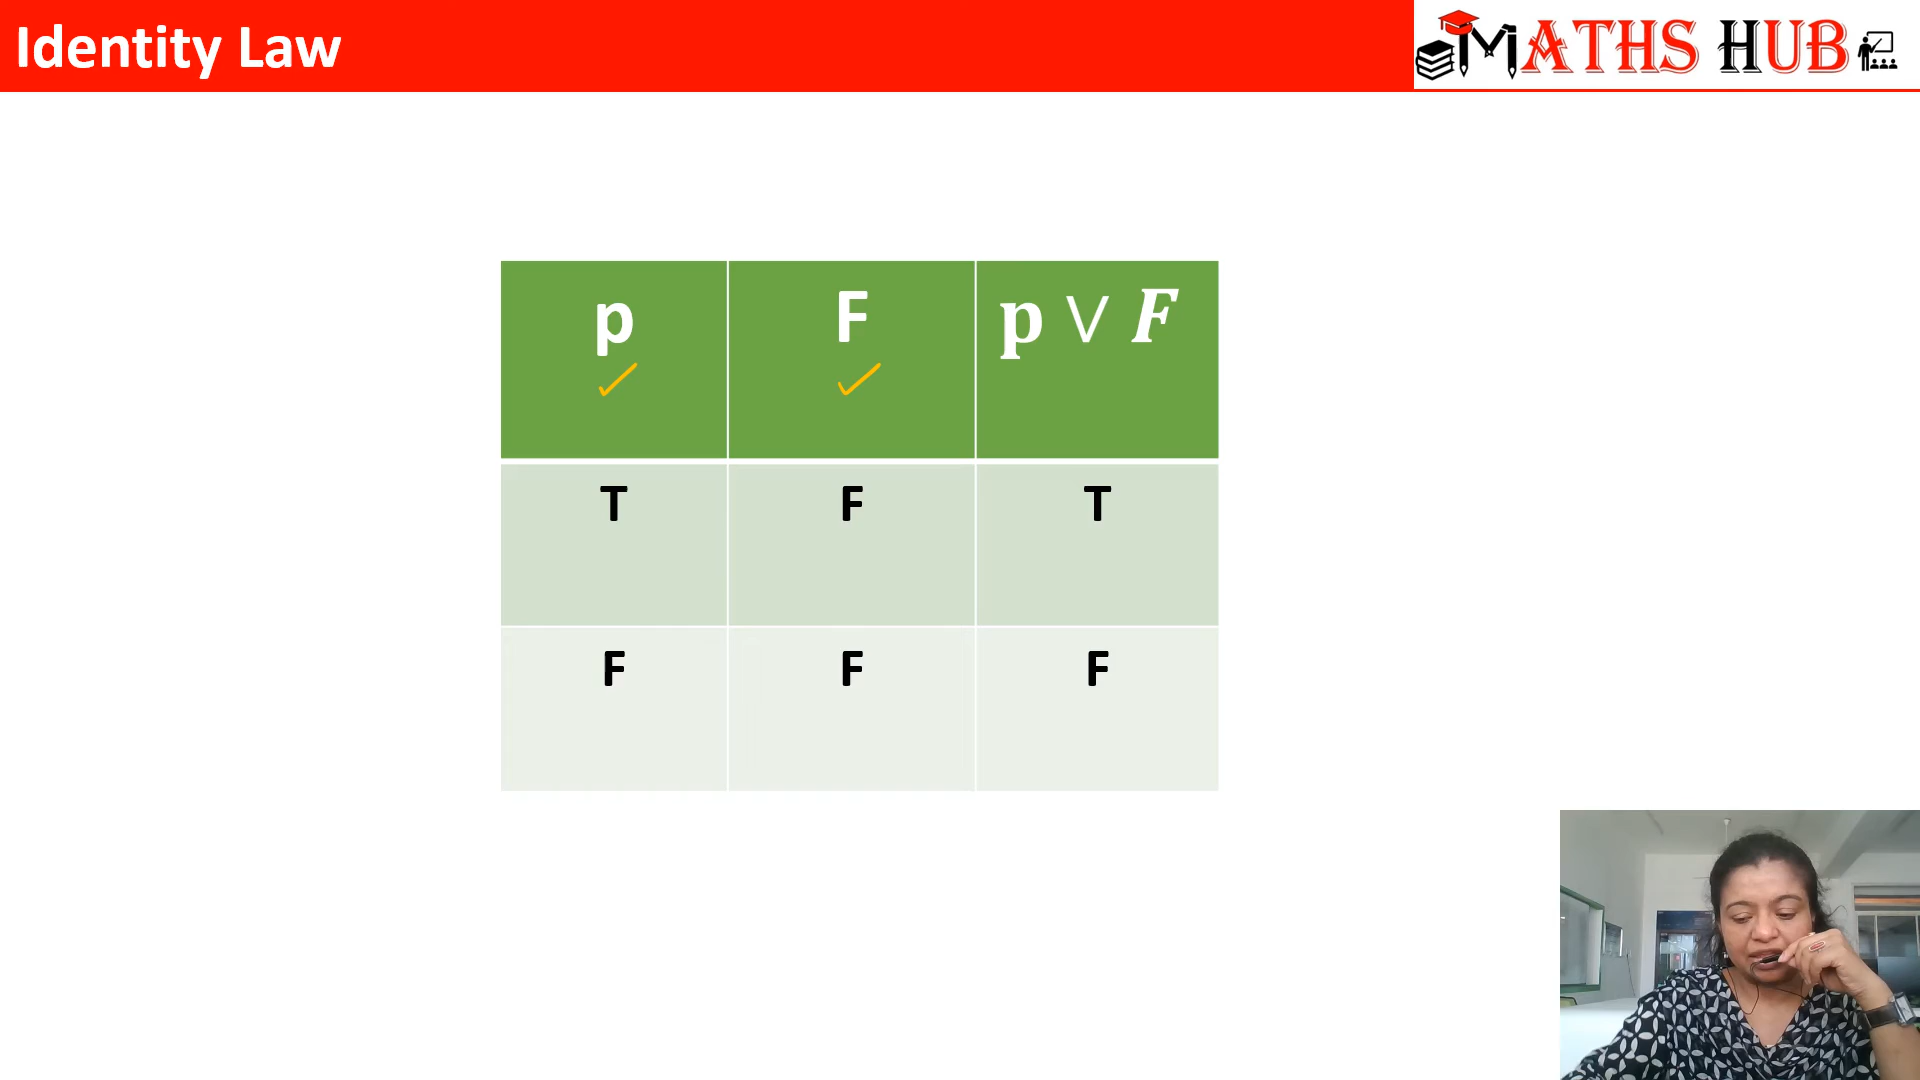 Identity Law
MATHS HUB
p F p ∨ F
T F T
F F F